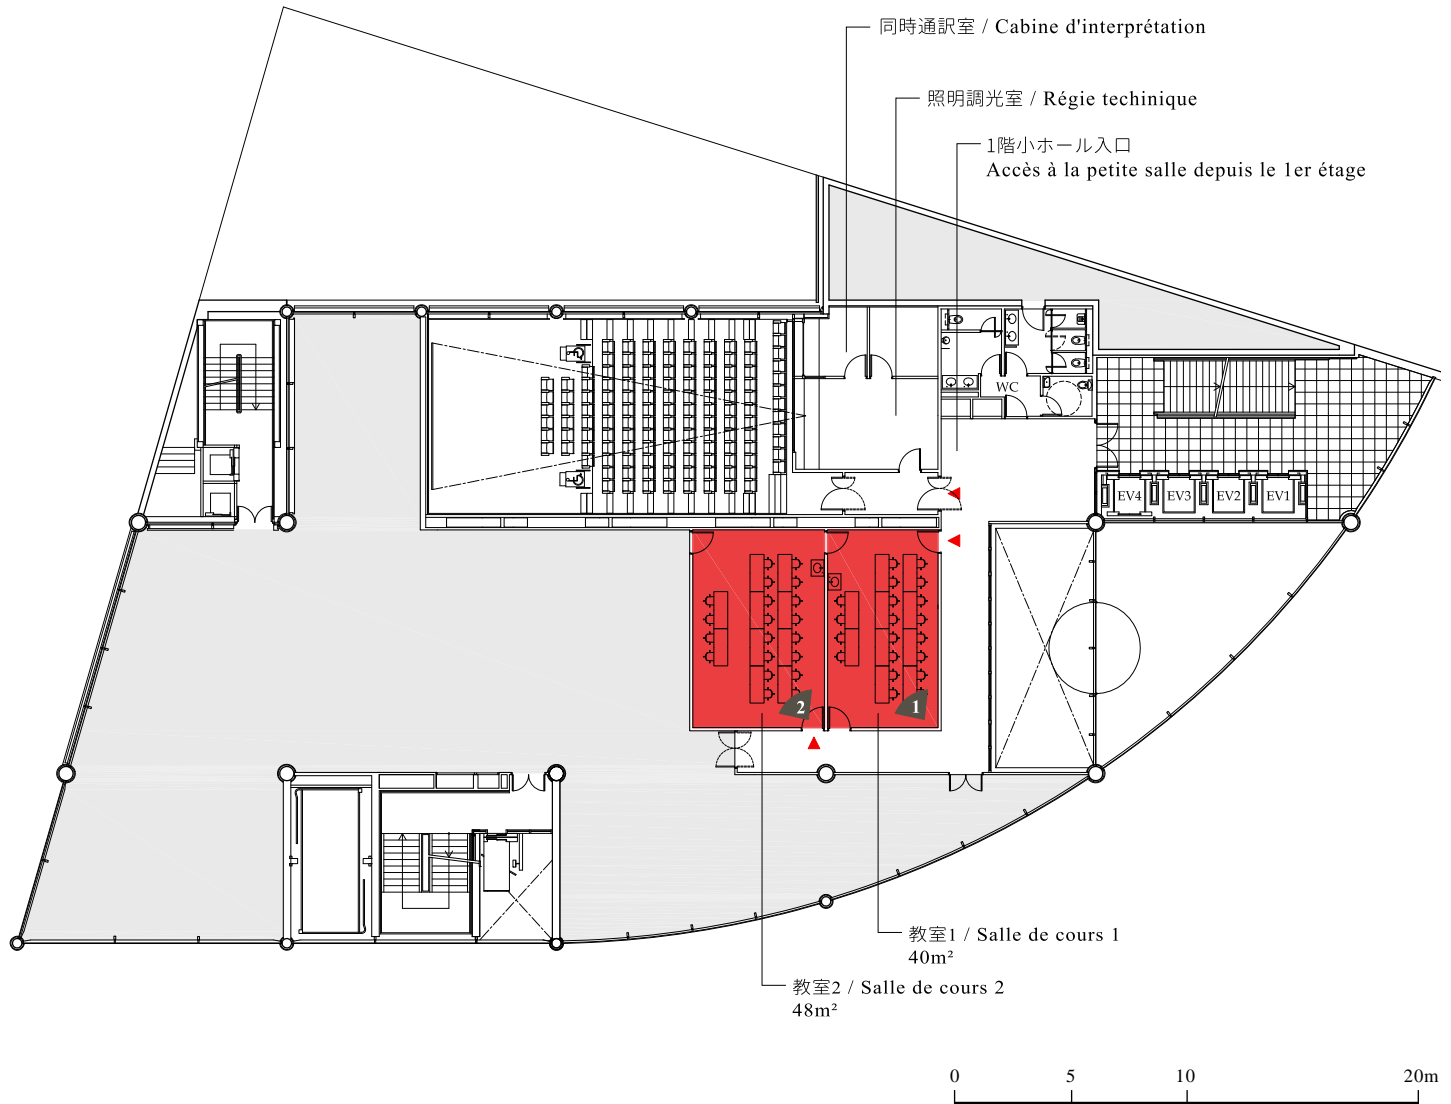 同時通訳室 / Cabine d'interprétation
照明調光室 / Régie techinique
1階小ホール入口
Accès à la petite salle depuis le 1er étage
WC
EV4 EV3 EV2 EV1
2 1
教室1 / Salle de cours 1
40m²
教室2 / Salle de cours 2
48m²
0 5 10 20m